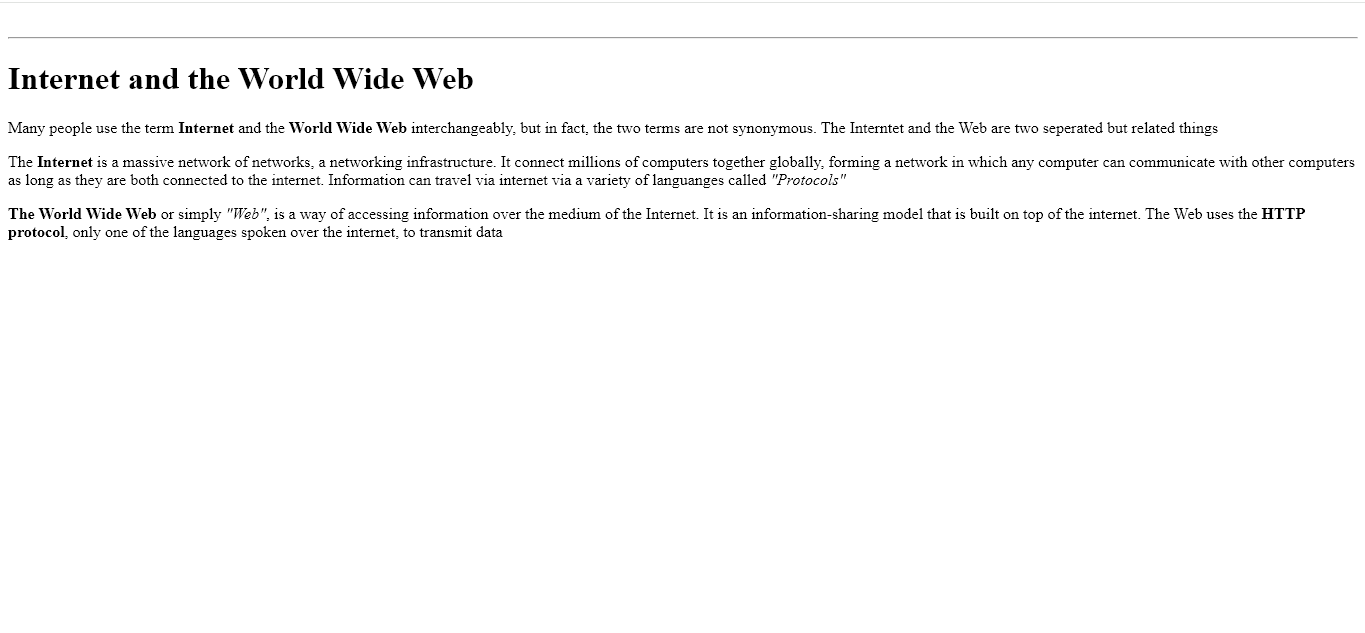 Internet and the World Wide Web
Many people use the term Internet and the World Wide Web interchangeably, but in fact, the two terms are not synonymous. The Interntet and the Web are two seperated but related things
The Internet is a massive network of networks, a networking infrastructure. It connect millions of computers together globally, forming a network in which any computer can communicate with other computers
as long as they are both connected to the internet. Information can travel via internet via a variety of languanges called "Protocols"
The World Wide Web or simply "Web", is a way of accessing information over the medium of the Internet. It is an information-sharing model that is built on top of the internet. The Web uses the HTTP
protocol, only one of the languages spoken over the internet, to transmit data